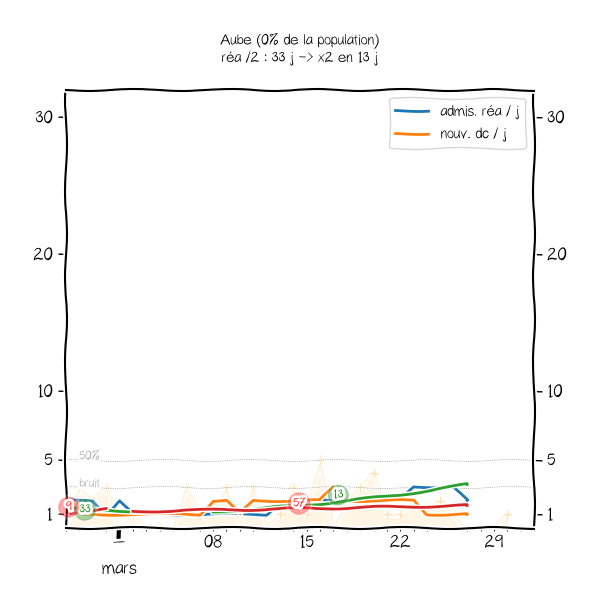 Aube (0% de la population)
réa /2 : 33 j -> x2 en 13 j
admis. réa / j
nouv. dc / j
30 30
20 20
10 10
50%
5 5
bruit
13
57
9
33
1 1
1 08 15 22 29
mars